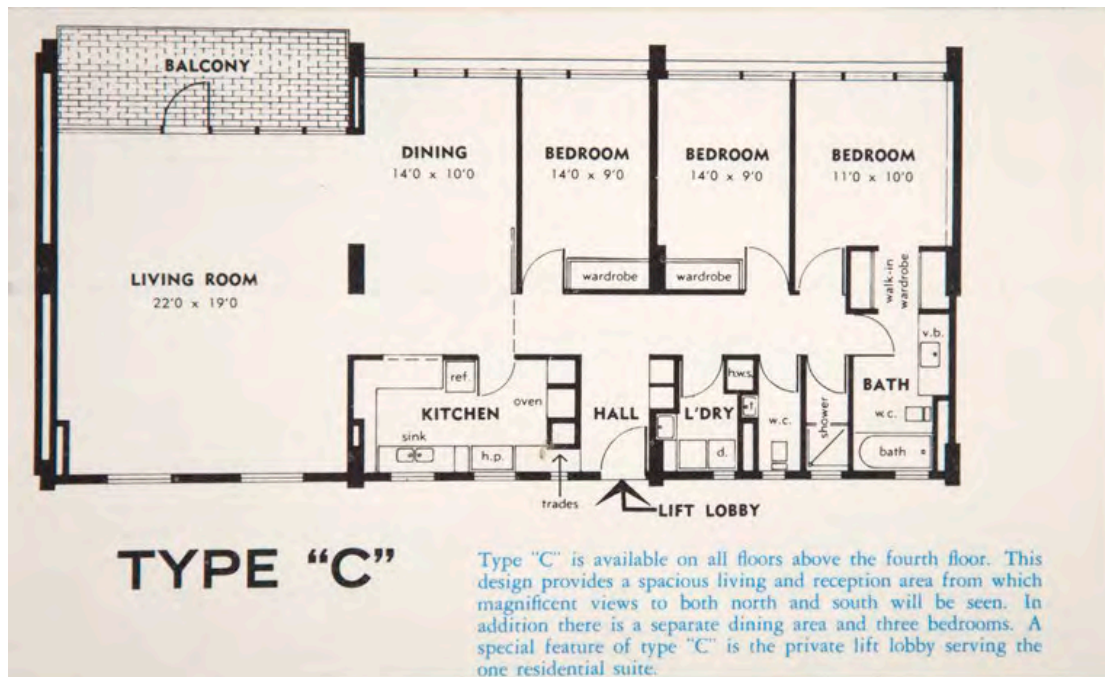 BALCONY
DINING
14'0 x 10'0
BEDROOM
14'0 x 9'0
BEDROOM
14'0 x 9'0
BEDROOM
11'0 x 10'0
LIVING ROOM
22'0 x 19'0
wardrobe
wardrobe
walk-in
wardrobe
v.b.
ref.
KITCHEN
oven
sink
h.p.
HALL
h.w.s.
L'DRY
t
w.c.
shower
BATH
w.c.
d.
bath
trades
LIFT LOBBY
TYPE "C"
Type "C" is available on all floors above the fourth floor. This
design provides a spacious living and reception area from which
magnificent views to both north and south will be seen. In
addition there is a separate dining area and three bedrooms. A
special feature of type "C" is the private lift lobby serving the
one residential suite.